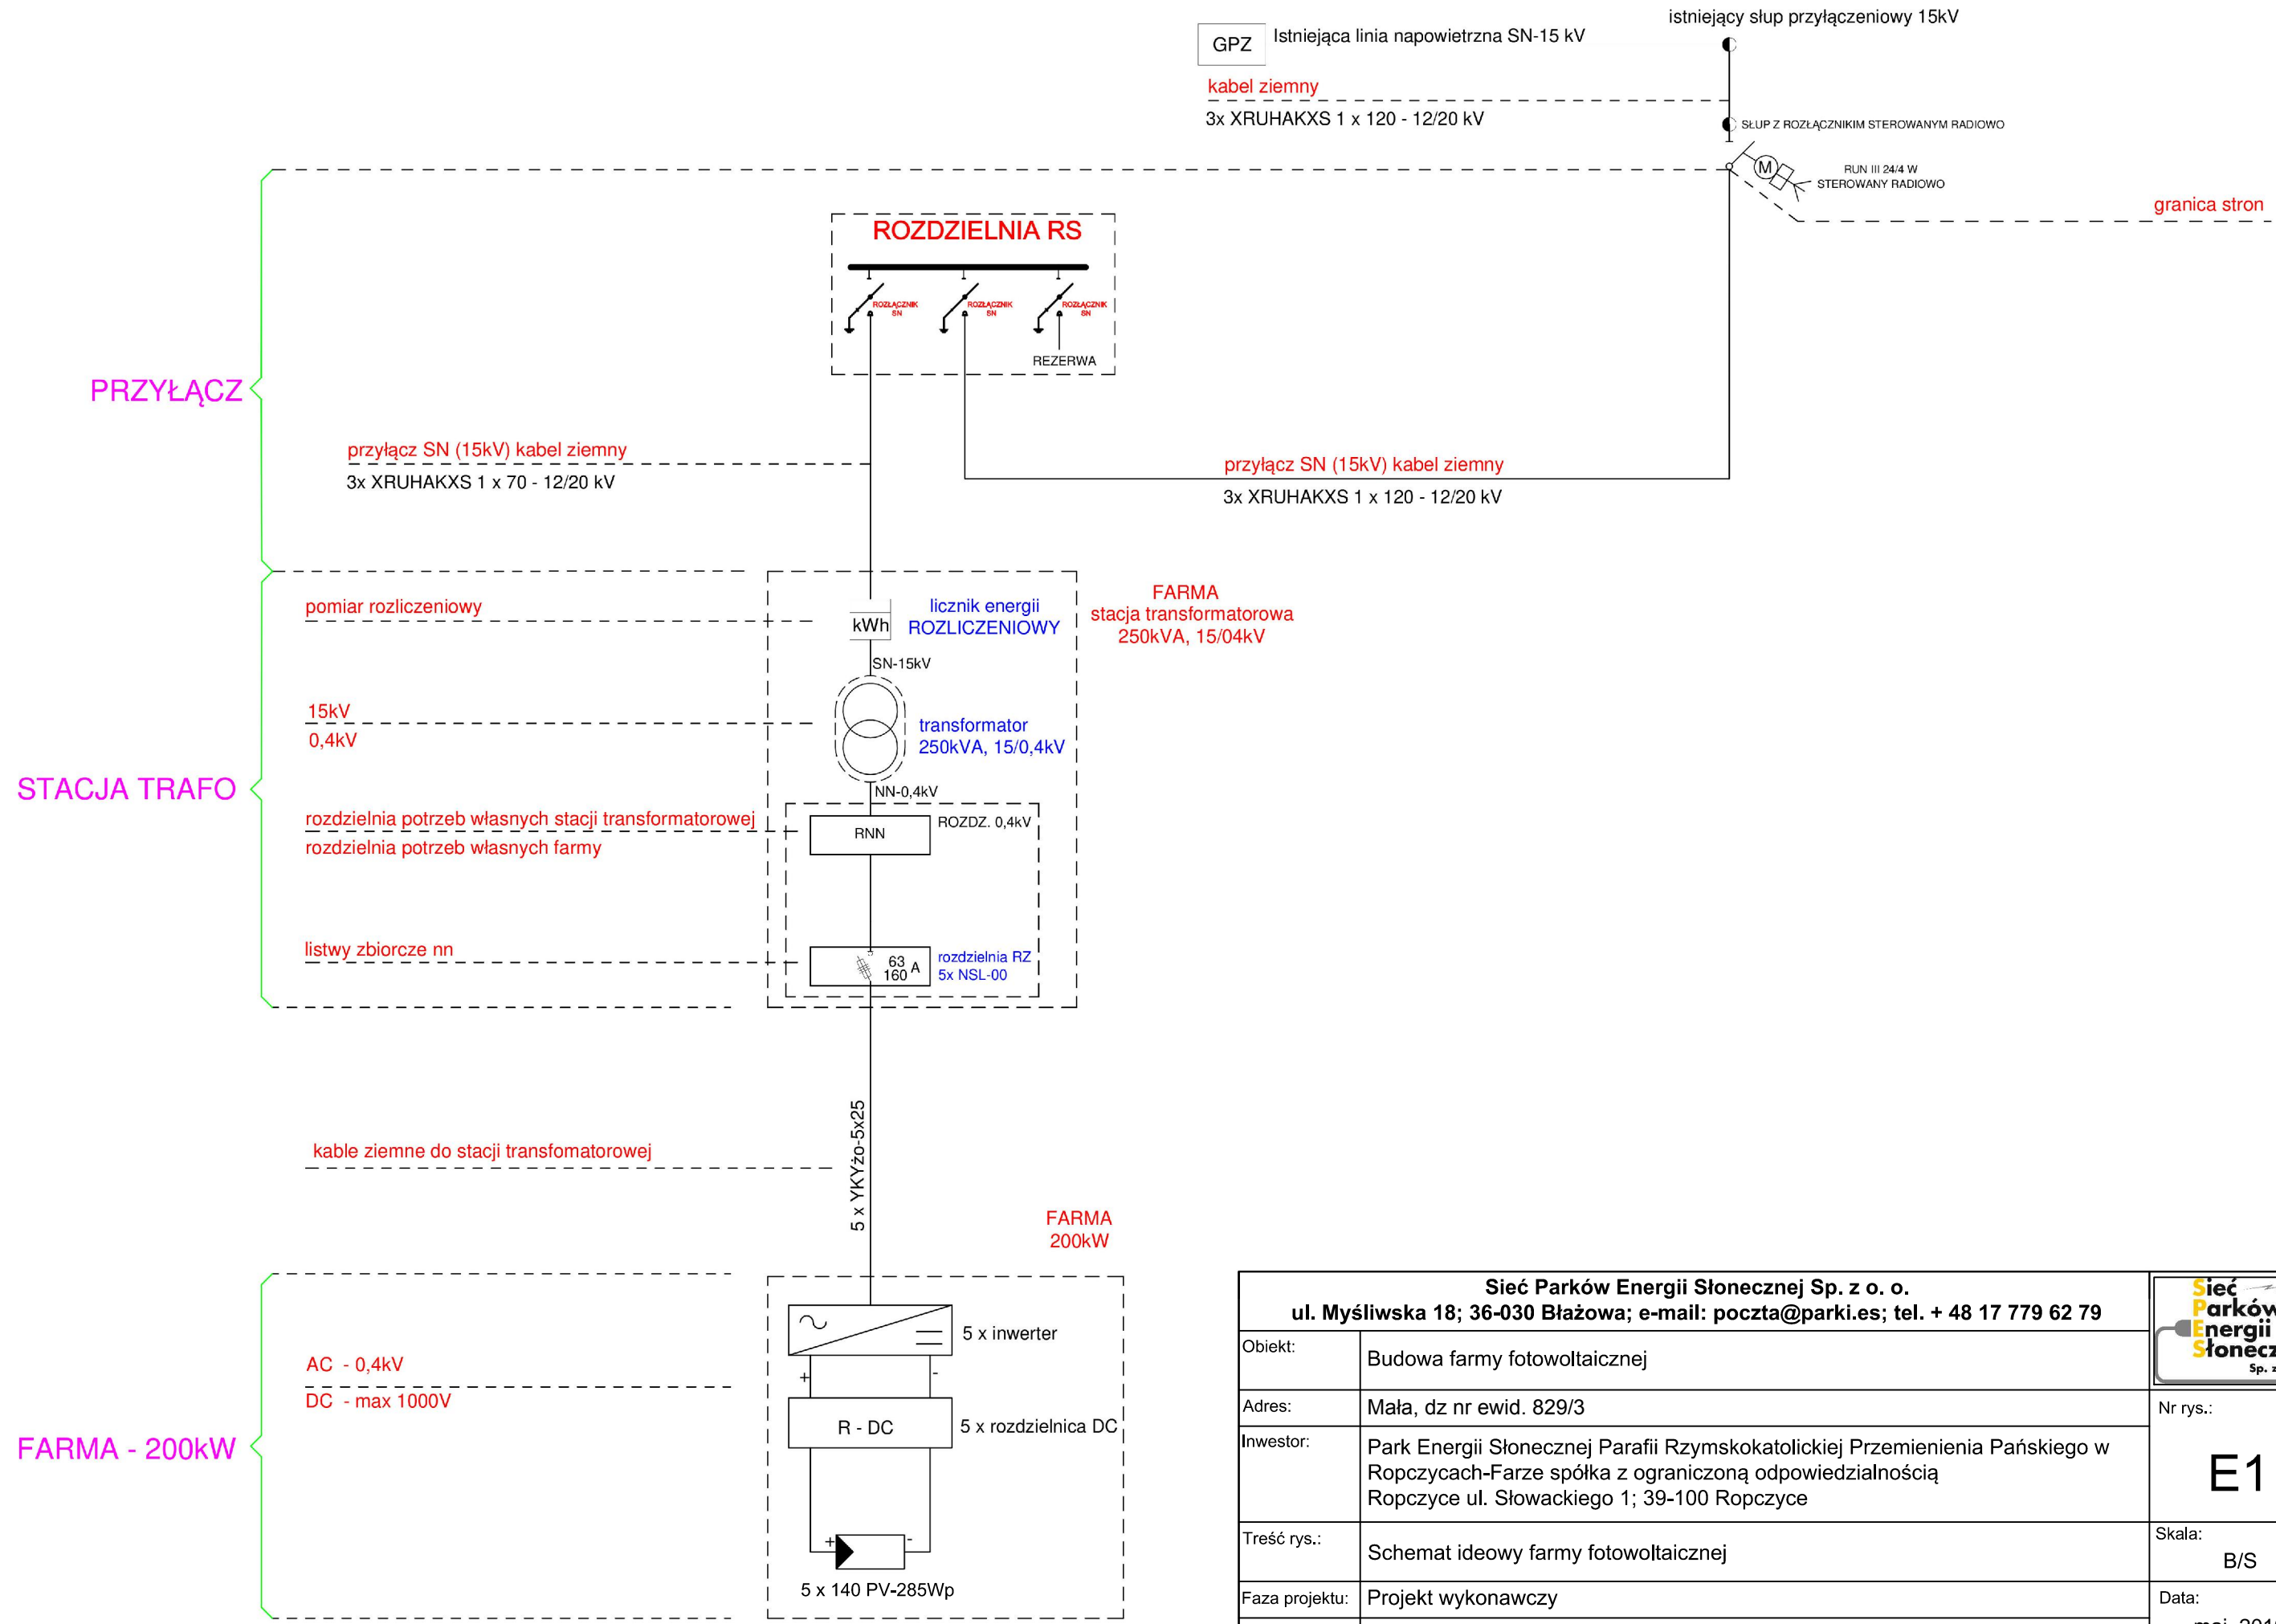 istniejący słup przyłączeniowy 15kV
GPZ
Istniejąca linia napowietrzna SN-15 kV
kabel ziemny
3x XRUHAKXS 1 x 120 - 12/20 kV
SŁUP Z ROZŁĄCZNIKIM STEROWANYM RADIOWO
M
RUN III 24/4 W
STEROWANY RADIOWO
granica stron
ROZDZIELNIA RS
ROZŁĄCZNIK
SN
ROZŁĄCZNIK
SN
ROZŁĄCZNIK
SN
REZERWA
PRZYŁĄCZ
przyłącz SN (15kV) kabel ziemny
3x XRUHAKXS 1 x 70 - 12/20 kV
przyłącz SN (15kV) kabel ziemny
3x XRUHAKXS 1 x 120 - 12/20 kV
pomiar rozliczeniowy
kWh
licznik energii
ROZLICZENIOWY
FARMA
stacja transformatorowa
250kVA, 15/04kV
SN-15kV
15kV
0,4kV
transformator
250kVA, 15/0,4kV
STACJA TRAFO
NN-0,4kV
rozdzielnia potrzeb własnych stacji transformatorowej
rozdzielnia potrzeb własnych farmy
RNN
ROZDZ. 0,4kV
listwy zbiorcze nn
63
160 A
rozdzielnia RZ
5x NSL-00
5 x YKYżo-5x25
kable ziemne do stacji transfomatorowej
FARMA
200kW
FARMA - 200kW
AC - 0,4kV
DC - max 1000V
5 x inwerter
+ -
R - DC
5 x rozdzielnica DC
+ -
5 x 140 PV-285Wp
Sieć Parków Energii Słonecznej Sp. z o. o.
ul. Myśliwska 18; 36-030 Błażowa; e-mail: poczta@parki.es; tel. + 48 17 779 62 79
Sieć
Parków
Energii
Słonecz
Sp. z
Obiekt:
Budowa farmy fotowoltaicznej
Adres:
Mała, dz nr ewid. 829/3
Nr rys.:
E1
Inwestor:
Park Energii Słonecznej Parafii Rzymskokatolickiej Przemienienia Pańskiego w
Ropczycach-Farze spółka z ograniczoną odpowiedzialnością
Ropczyce ul. Słowackiego 1; 39-100 Ropczyce
Treść rys.:
Schemat ideowy farmy fotowoltaicznej
Skala:
B/S
Faza projektu:
Projekt wykonawczy
Data: